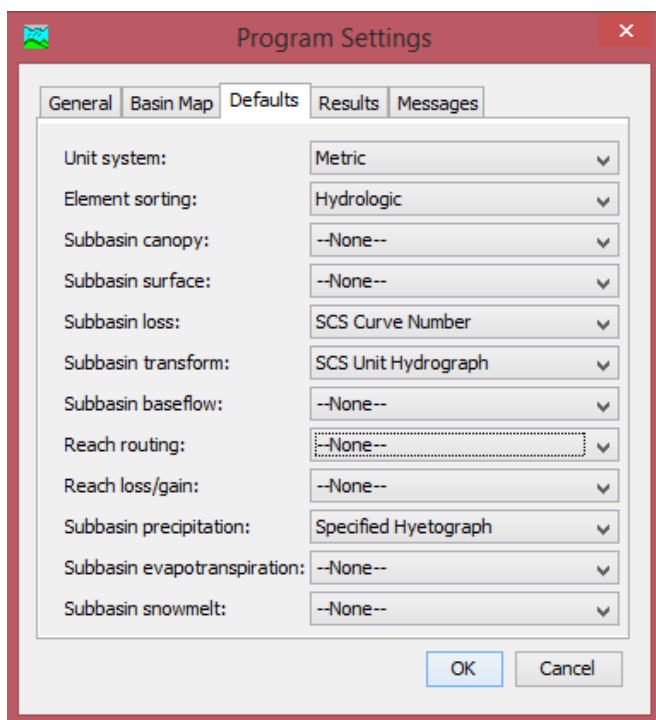 Program Settings
General Basin Map Defaults Results Messages
Unit system: Metric
Element sorting: Hydrologic
Subbasin canopy: --None--
Subbasin surface: --None--
Subbasin loss: SCS Curve Number
Subbasin transform: SCS Unit Hydrograph
Subbasin baseflow: --None--
Reach routing: --None--
Reach loss/gain: --None--
Subbasin precipitation: Specified Hyetograph
Subbasin evapotranspiration: --None--
Subbasin snowmelt: --None--
OK Cancel